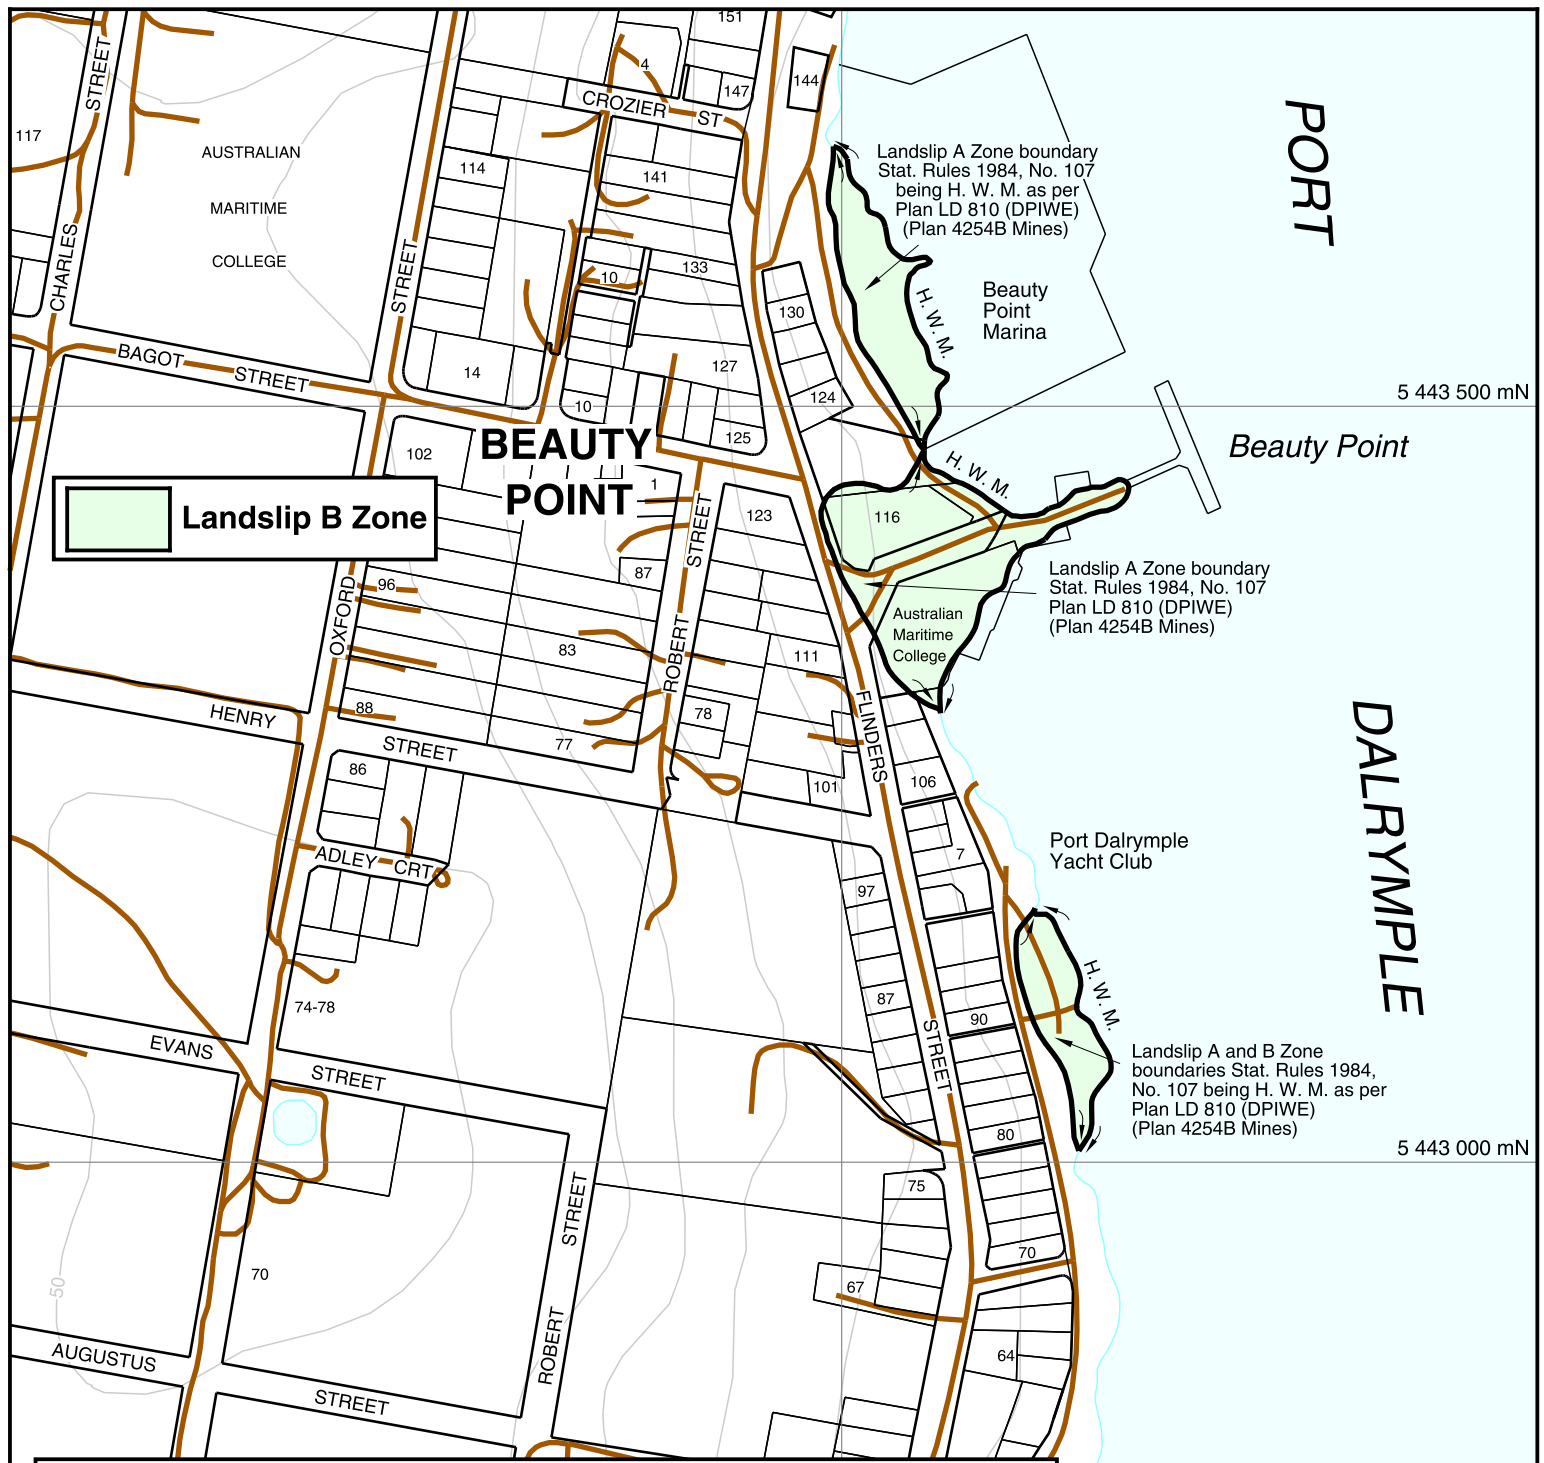 151
4
147
144
CROZIER ST
STREET
117
AUSTRALIAN
MARITIME
COLLEGE
114
141
PORT
Landslip A Zone boundary
Stat. Rules 1984, No. 107
being H. W. M. as per
Plan LD 810 (DPIWE)
(Plan 4254B Mines)
CHARLES
STREET
133
10
130
H. W. M.
Beauty
Point
Marina
BAGOT STREET
14
127
124
10
5 443 500 mN
125
102
BEAUTY
POINT
H. W. M.
Beauty Point
1
Landslip B Zone
123
116
STREET
87
96
OXFORD
Landslip A Zone boundary
Stat. Rules 1984, No. 107
Plan LD 810 (DPIWE)
(Plan 4254B Mines)
Australian
Maritime
College
83
111
ROBERT
88
78
HENRY STREET
77
FLINDERS
86
101
106
DALRYMPLE
Port Dalrymple
Yacht Club
7
ADLEY CRT
97
H. W. M.
87
74-78
90
EVANS STREET
STREET
Landslip A and B Zone
boundaries Stat. Rules 1984,
No. 107 being H. W. M. as per
Plan LD 810 (DPIWE)
(Plan 4254B Mines)
80
5 443 000 mN
75
STREET
70
70
50
67
ROBERT
64
AUGUSTUS STREET